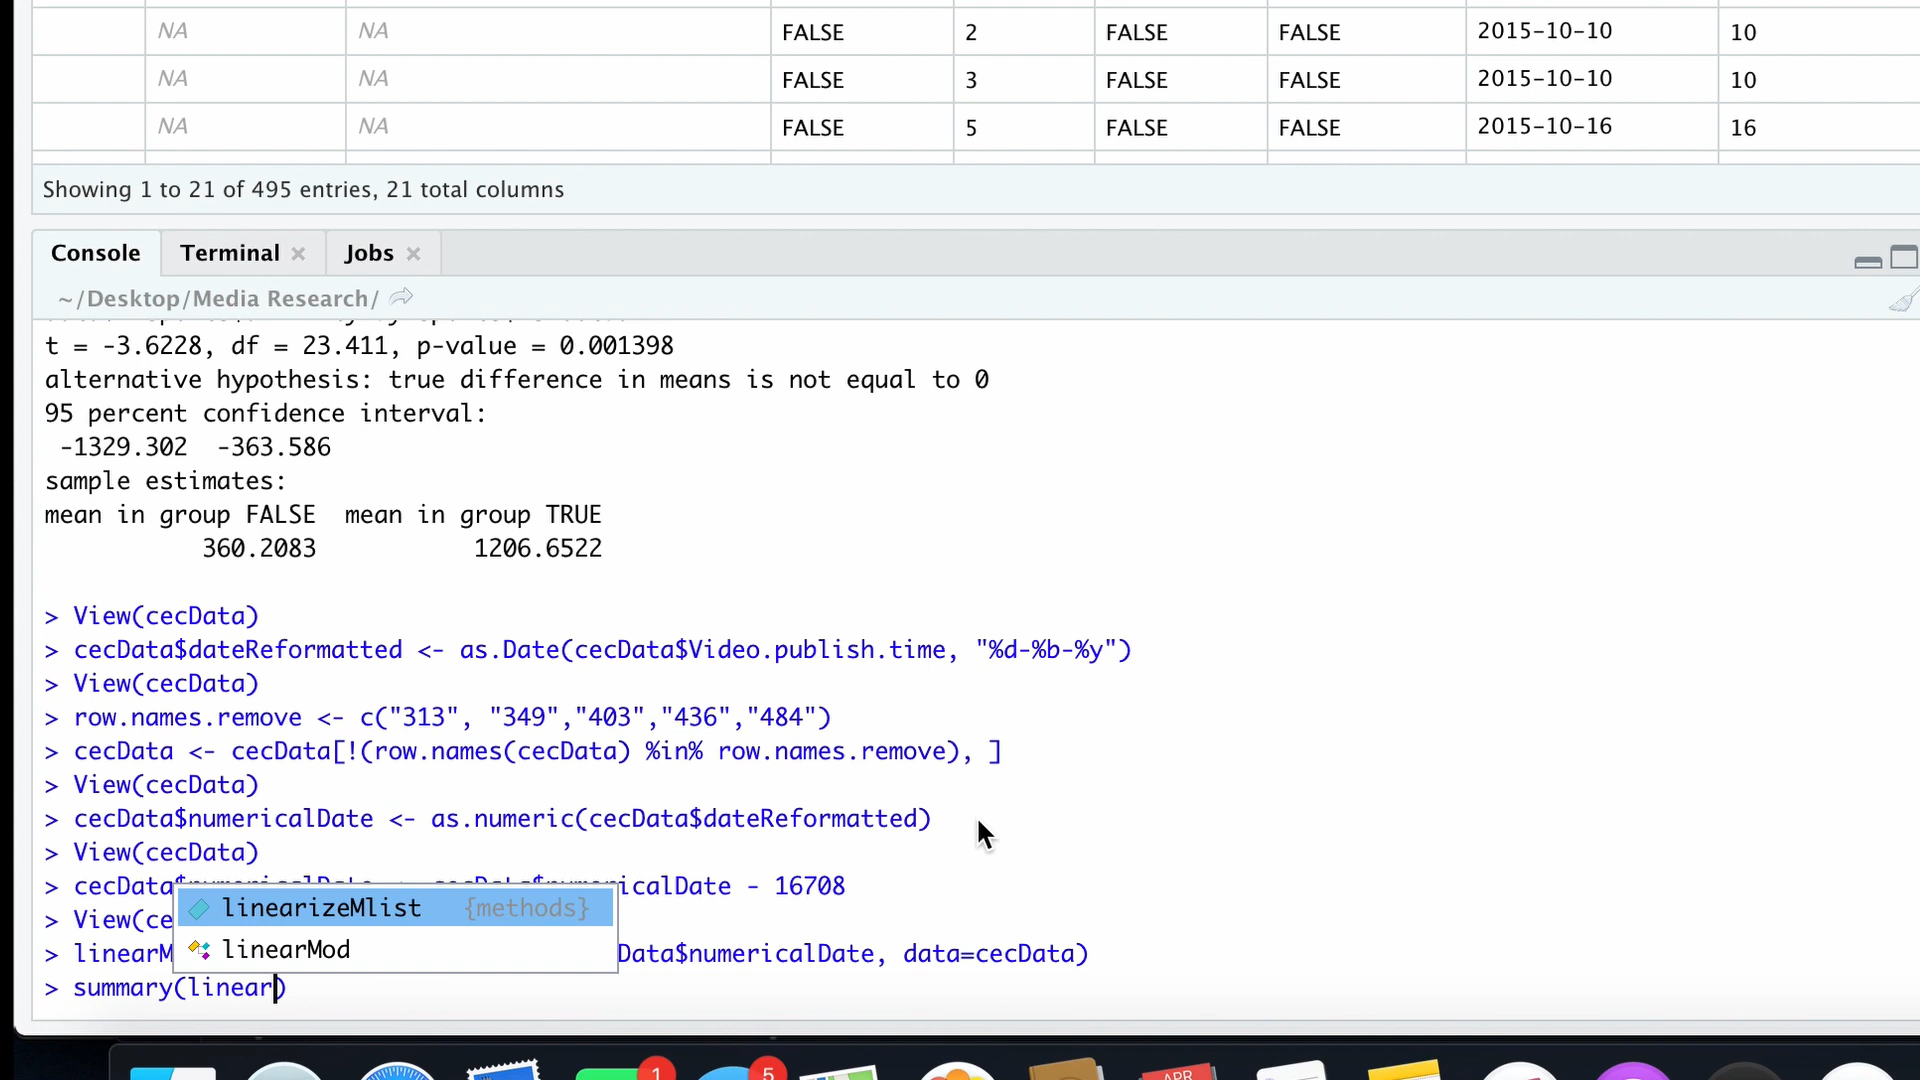 NA NA FALSE 2 FALSE FALSE 2015-10-10 10
NA NA FALSE 3 FALSE FALSE 2015-10-10 10
NA NA FALSE 5 FALSE FALSE 2015-10-16 16
Showing 1 to 21 of 495 entries, 21 total columns
Console Terminal Jobs
~/Desktop/Media Research/
t = -3.6228, df = 23.411, p-value = 0.001398
alternative hypothesis: true difference in means is not equal to 0
95 percent confidence interval:
-1329.302 -363.586
sample estimates:
mean in group FALSE mean in group TRUE
360.2083 1206.6522
> View(cecData)
> cecData$dateReformatted <- as.Date(cecData$Video.publish.time, "%d-%b-%y")
> View(cecData)
> row.names.remove <- c("313", "349","403","436","484")
> cecData <- cecData[!(row.names(cecData) %in% row.names.remove), ]
> View(cecData)
> cecData$numericalDate <- as.numeric(cecData$dateReformatted)
> View(cecData)
> cecData$numericalDate <- cecData$numericalDate - 16708
> View(ce
linearizeMlist {methods}
linearMod
> linearM Data$numericalDate, data=cecData)
> summary(linear)
1 5
APR